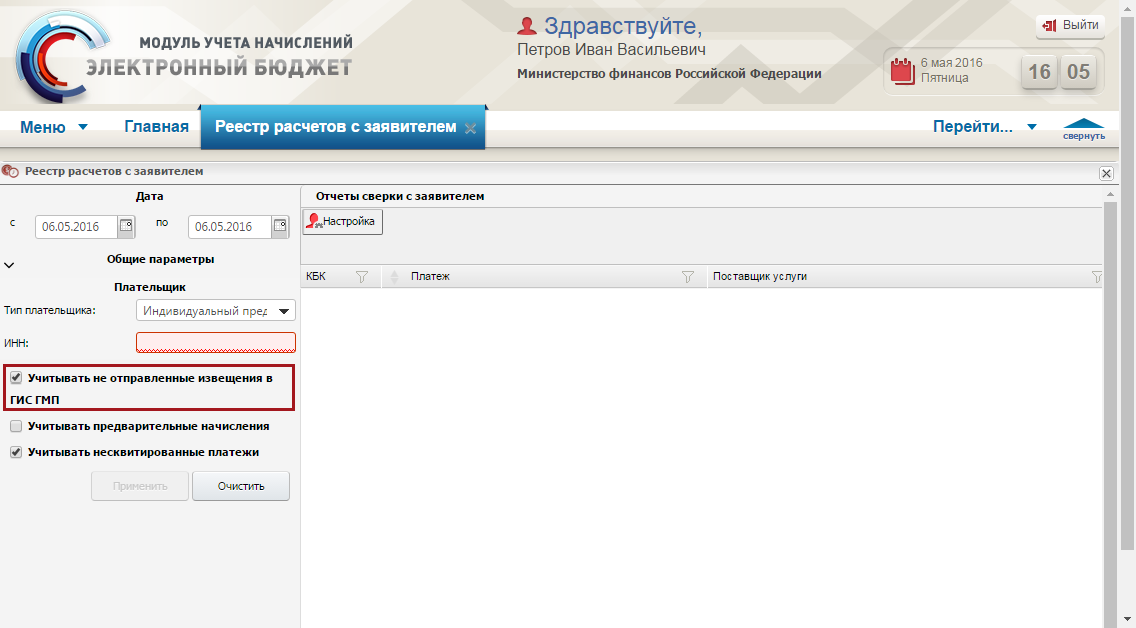 МОДУЛЬ УЧЕТА НАЧИСЛЕНИЙ
ЭЛЕКТРОННЫЙ БЮДЖЕТ
Здравствуйте,
Петров Иван Васильевич
Министерство финансов Российской Федерации
Выйти
6 мая 2016
Пятница
16 05
Меню Главная Реестр расчетов с заявителем Перейти... свернуть
Реестр расчетов с заявителем
Дата
с 06.05.2016 по 06.05.2016
Общие параметры
Плательщик
Тип плательщика: Индивидуальный пред
ИНН:
Учитывать не отправленные извещения в
ГИС ГМП
Учитывать предварительные начисления
Учитывать несквитированные платежи
Применить Очистить
Отчеты сверки с заявителем
Настройка
КБК Платеж Поставщик услуги